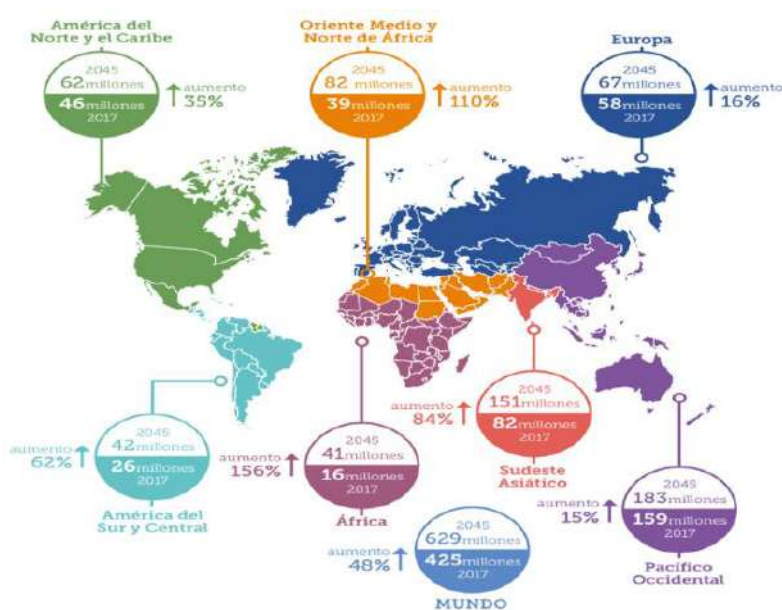 América del
Norte y el Caribe
2045
62 millones
46 millones
2017
aumento
35%
Oriente Medio y
Norte de África
2045
82 millones
39 millones
2017
aumento
110%
Europa
2045
67 millones
58 millones
2017
aumento
16%
aumento
62%
2045
42 millones
26 millones
2017
América del
Sur y Central
aumento
156%
2045
41 millones
16 millones
2017
África
aumento
84%
2045
151 millones
82 millones
2017
Sudeste
Asiático
aumento
15%
2045
183 millones
159 millones
2017
Pacífico
Occidental
aumento
48%
2045
629 millones
425 millones
2017
MUNDO